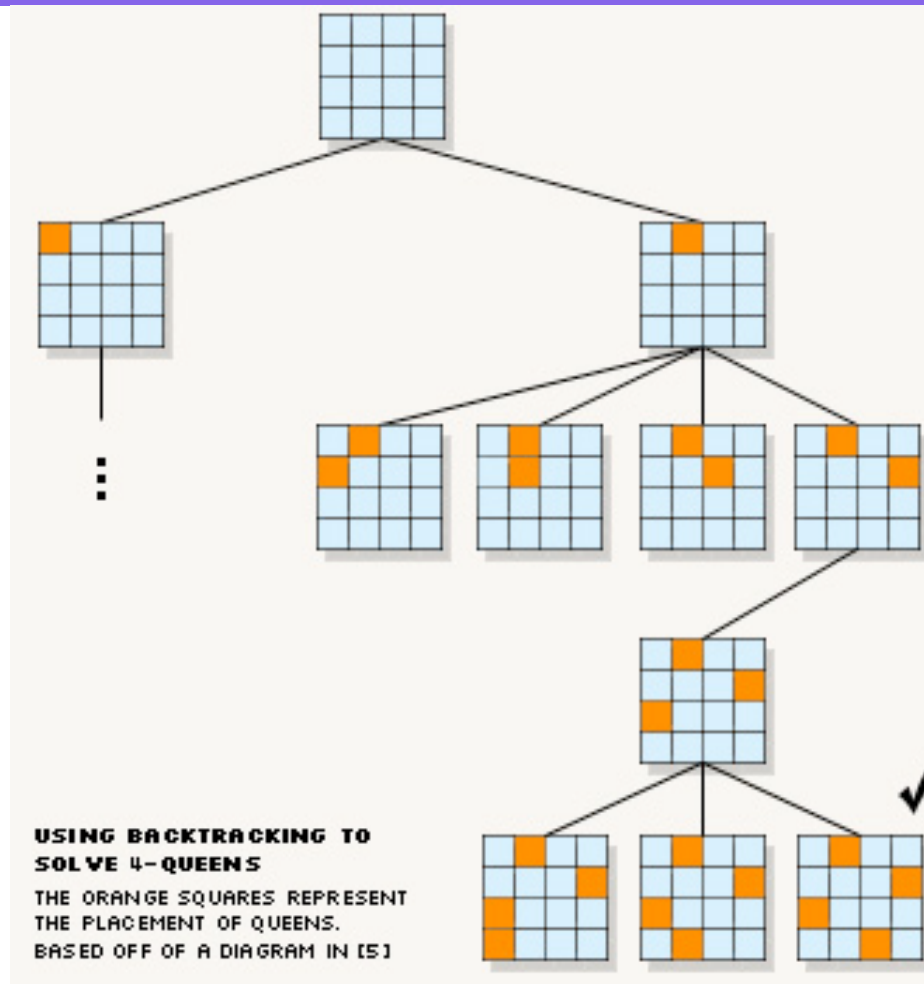 USING BACKTRACKING TO
SOLVE 4-QUEENS
THE ORANGE SQUARES REPRESENT
THE PLACEMENT OF QUEENS.
BASED OFF OF A DIAGRAM IN [5]